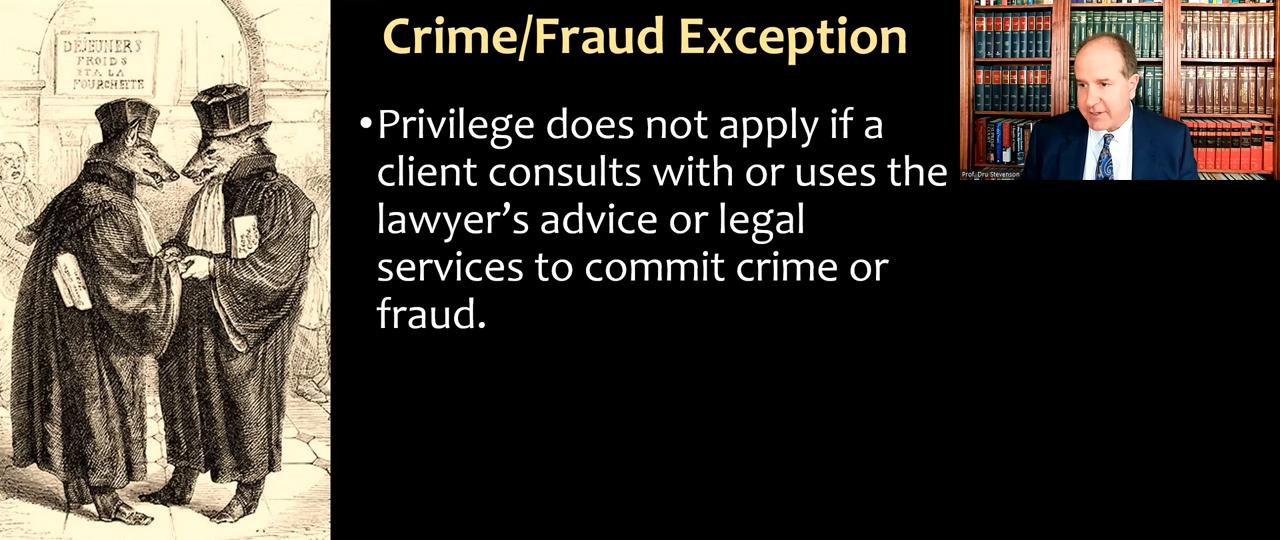 DEJEUNERS
FROIDS
ET A LA
FOURCHETTE
Crime/Fraud Exception
•Privilege does not apply if a
client consults with or uses the
lawyer’s advice or legal
services to commit crime or
fraud.
Prof. Dru Stevenson